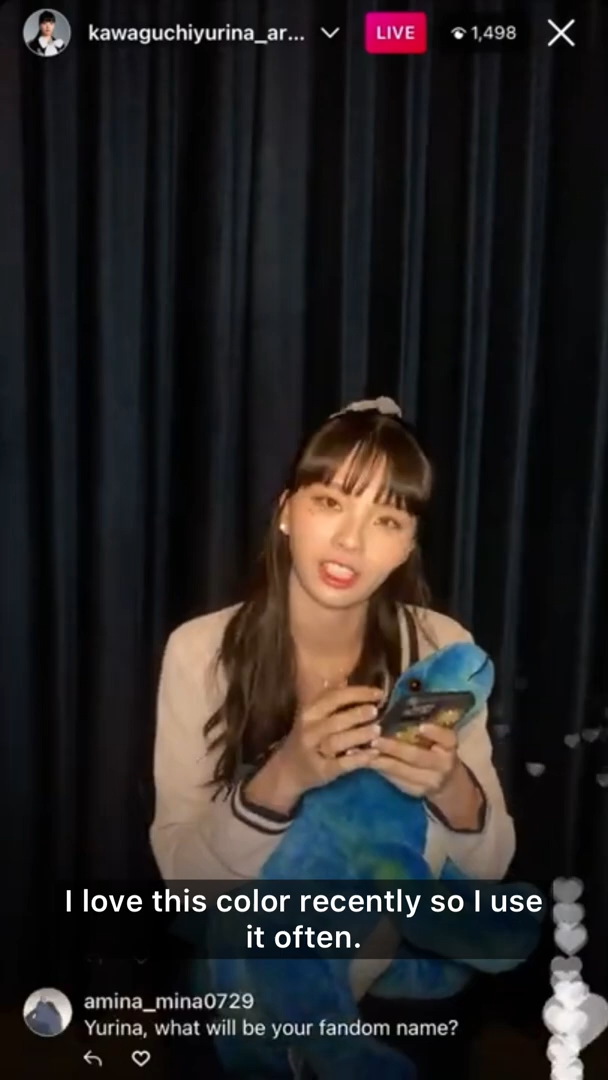 kawaguchiyurina_ar...
LIVE
1,498
I love this color recently so I use
it often.
amina_mina0729
Yurina, what will be your fandom name?